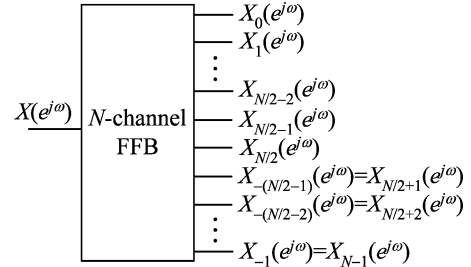 X_0(e^{jω})
X_1(e^{jω})
⋮
X_{N/2−2}(e^{jω})
X(e^{jω})
N-channel
FFB
X_{N/2−1}(e^{jω})
X_{N/2}(e^{jω})
X_{−(N/2−1)}(e^{jω})=X_{N/2+1}(e^{jω})
X_{−(N/2−2)}(e^{jω})=X_{N/2+2}(e^{jω})
⋮
X_{−1}(e^{jω})=X_{N−1}(e^{jω})